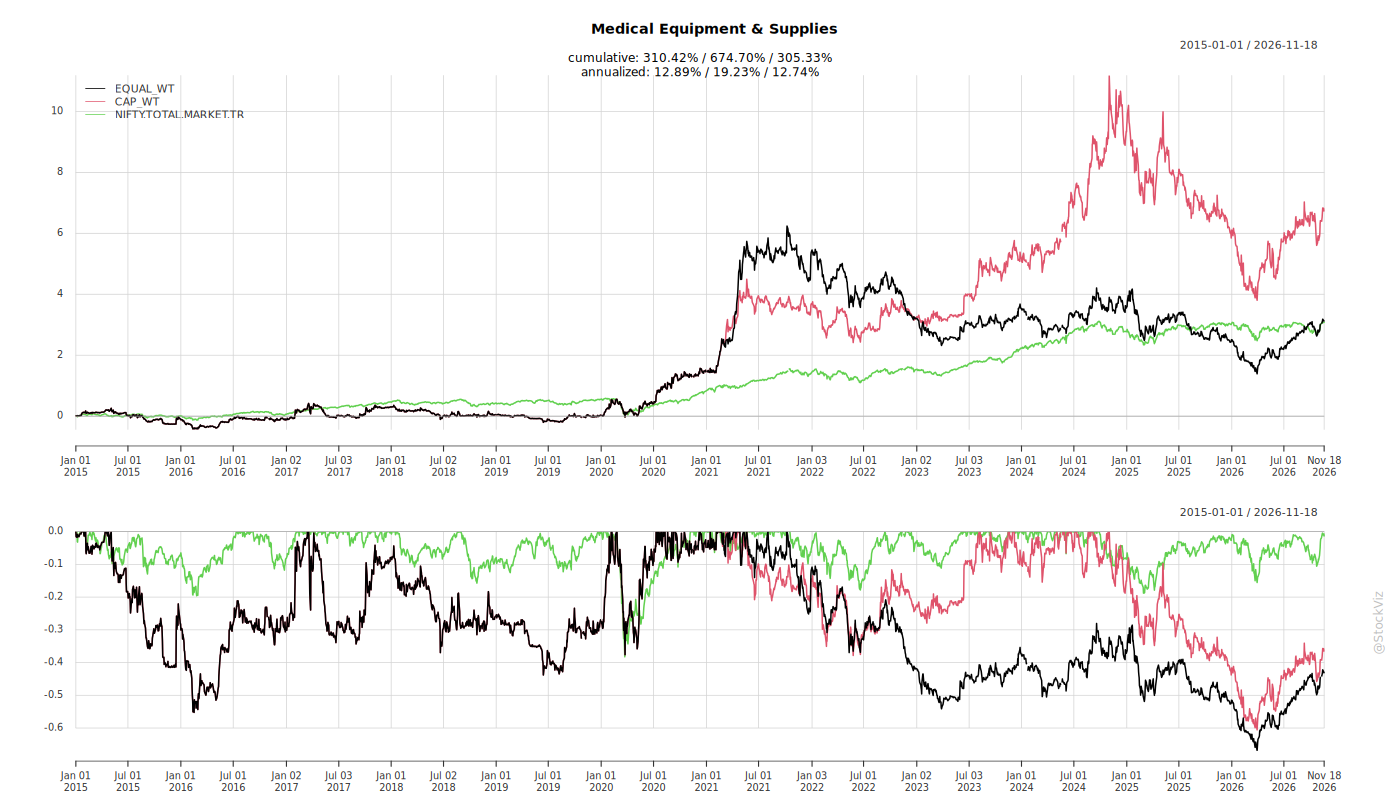 Medical Equipment & Supplies
2015-01-01 / 2026-11-18
cumulative: 310.42% / 674.70% / 305.33%
annualized: 12.89% / 19.23% / 12.74%
EQUAL_WT
CAP_WT
NIFTY.TOTAL.MARKET.TR
10
8
6
4
2
0
Jan 01 Jul 01 Jan 01 Jul 01 Jan 02 Jul 03 Jan 01 Jul 02 Jan 01 Jul 01 Jan 01 Jul 01 Jan 01 Jul 01 Jan 03 Jul 01 Jan 02 Jul 03 Jan 01 Jul 01 Jan 01 Jul 01 Jan 01 Jul 01 Nov 18
2015 2015 2016 2016 2017 2017 2018 2018 2019 2019 2020 2020 2021 2021 2022 2022 2023 2023 2024 2024 2025 2025 2026 2026 2026
2015-01-01 / 2026-11-18
0.0
-0.1
-0.2
-0.3
-0.4
-0.5
-0.6
Jan 01 Jul 01 Jan 01 Jul 01 Jan 02 Jul 03 Jan 01 Jul 02 Jan 01 Jul 01 Jan 01 Jul 01 Jan 01 Jul 01 Jan 03 Jul 01 Jan 02 Jul 03 Jan 01 Jul 01 Jan 01 Jul 01 Jan 01 Jul 01 Nov 18
2015 2015 2016 2016 2017 2017 2018 2018 2019 2019 2020 2020 2021 2021 2022 2022 2023 2023 2024 2024 2025 2025 2026 2026 2026
@StockViz